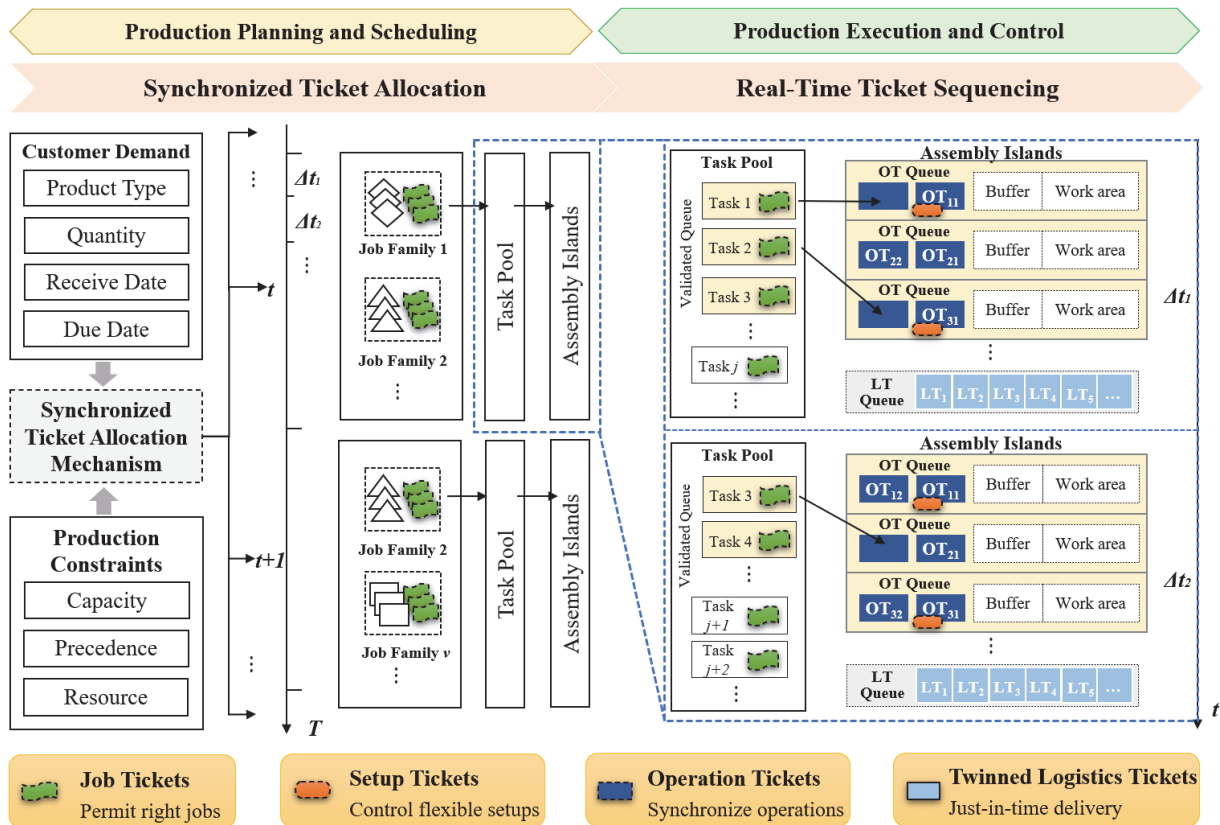 Production Planning and Scheduling
Production Execution and Control
Synchronized Ticket Allocation
Real-Time Ticket Sequencing
Customer Demand
Product Type
Quantity
Receive Date
Due Date
Synchronized
Ticket Allocation
Mechanism
Production
Constraints
Capacity
Precedence
Resource
Δt₁
Δt₂
t
t+1
T
Job Family 1
Job Family 2
Task Pool
Assembly Islands
Job Family 2
Job Family v
Task Pool
Assembly Islands
Task Pool
Validated Queue
Task 1
Task 2
Task 3
Task j
Assembly Islands
OT Queue
OT₁₁
Buffer
Work area
OT Queue
OT₂₂
OT₂₁
Buffer
Work area
OT Queue
OT₃₁
Buffer
Work area
LT
Queue
LT₁
LT₂
LT₃
LT₄
LT₅
...
Δt₁
Task Pool
Validated Queue
Task 3
Task 4
Task
j+1
Task
j+2
Assembly Islands
OT Queue
OT₁₂
OT₁₁
Buffer
Work area
OT Queue
OT₂₁
Buffer
Work area
OT Queue
OT₃₂
OT₃₁
Buffer
Work area
LT
Queue
LT₁
LT₂
LT₃
LT₄
LT₅
...
Δt₂
t
Job Tickets
Permit right jobs
Setup Tickets
Control flexible setups
Operation Tickets
Synchronize operations
Twinned Logistics Tickets
Just-in-time delivery